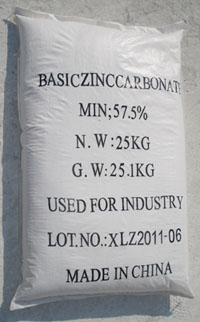 BASICZINCCARBONATE
MIN;57.5%
N.W:25KG
G.W:25.1KG
USED FOR INDUSTRY
LOT.NO.:XLZ2011-06
MADE IN CHINA